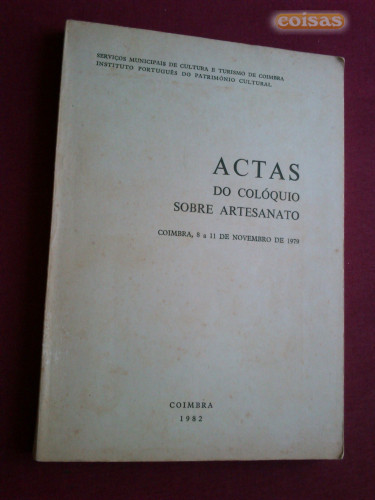 coisas
SERVIÇOS MUNICIPAIS DE CULTURA E TURISMO DE COIMBRA
INSTITUTO PORTUGUÊS DO PATRIMÓNIO CULTURAL
ACTAS
DO COLÓQUIO
SOBRE ARTESANATO
COIMBRA, 8 a 11 DE NOVEMBRO DE 1979
COIMBRA
1982